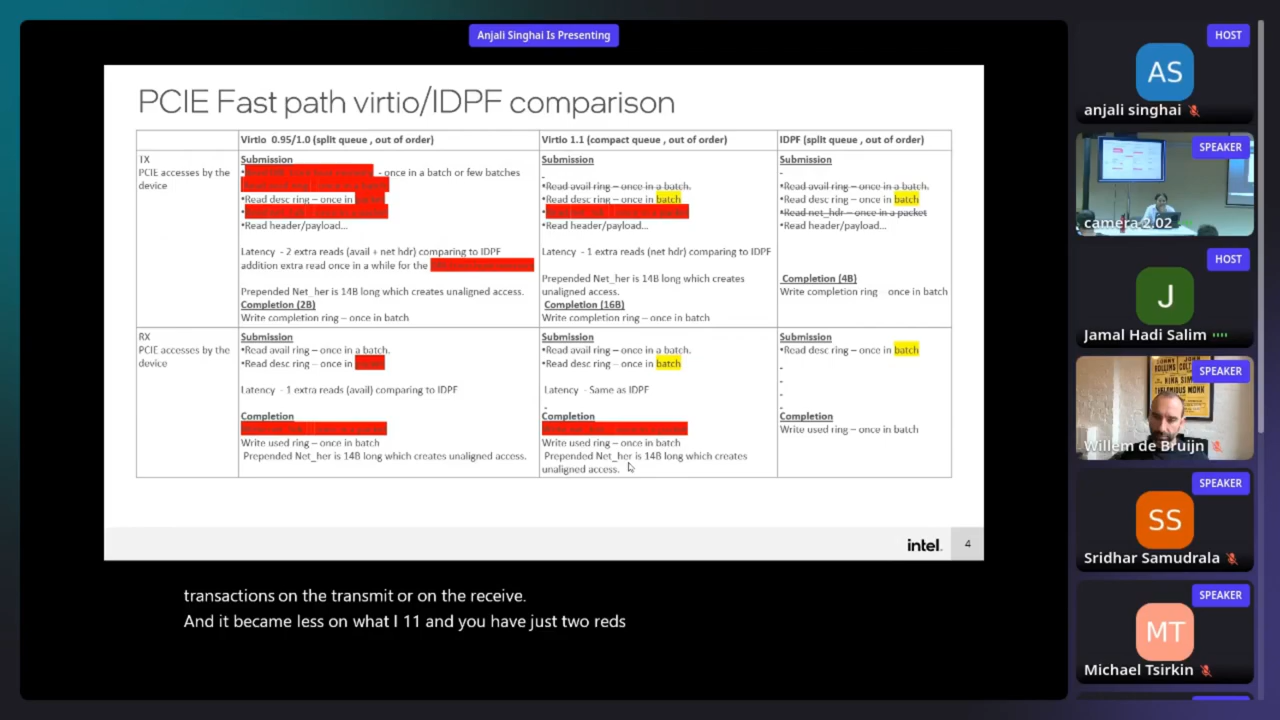 Anjali Singhai Is Presenting
PCIE Fast path virtio/IDPF comparison
Virtio 0.95/1.0 (split queue , out of order)
Virtio 1.1 (compact queue , out of order)
IDPF (split queue , out of order)
TX
PCIE accesses by the
device
Submission
- once in a batch or few batches
•Read desc ring – once in
•Read header/payload...
Latency - 2 extra reads (avail + net hdr) comparing to IDPF
addition extra read once in a while for the
Prepended Net_her is 14B long which creates unaligned access.
Completion (2B)
Write completion ring – once in batch
Submission
-
•Read avail ring – once in a batch.
•Read desc ring – once in batch
•Read header/payload...
Latency - 1 extra reads (net hdr) comparing to IDPF
Prepended Net_her is 14B long which creates
unaligned access.
Completion (16B)
Write completion ring – once in batch
Submission
-
•Read avail ring – once in a batch.
•Read desc ring – once in batch
•Read net_hdr – once in a packet
•Read header/payload...
Completion (4B)
Write completion ring once in batch
RX
PCIE accesses by the
device
Submission
•Read avail ring – once in a batch.
•Read desc ring – once in
Latency - 1 extra reads (avail) comparing to IDPF
Completion
Write used ring – once in batch
Prepended Net_her is 14B long which creates unaligned access.
Submission
•Read avail ring – once in a batch.
•Read desc ring – once in batch
Latency - Same as IDPF
-
Completion
Write used ring – once in batch
Prepended Net_her is 14B long which creates
unaligned access.
Submission
•Read desc ring – once in batch
-
-
-
-
Completion
Write used ring – once in batch
intel.
4
transactions on the transmit or on the receive.
And it became less on what I 11 and you have just two reds
HOST
AS
anjali singhai
SPEAKER
camera 2.02
HOST
J
Jamal Hadi Salim
SPEAKER
Willem de Bruijn
SPEAKER
SS
Sridhar Samudrala
SPEAKER
MT
Michael Tsirkin